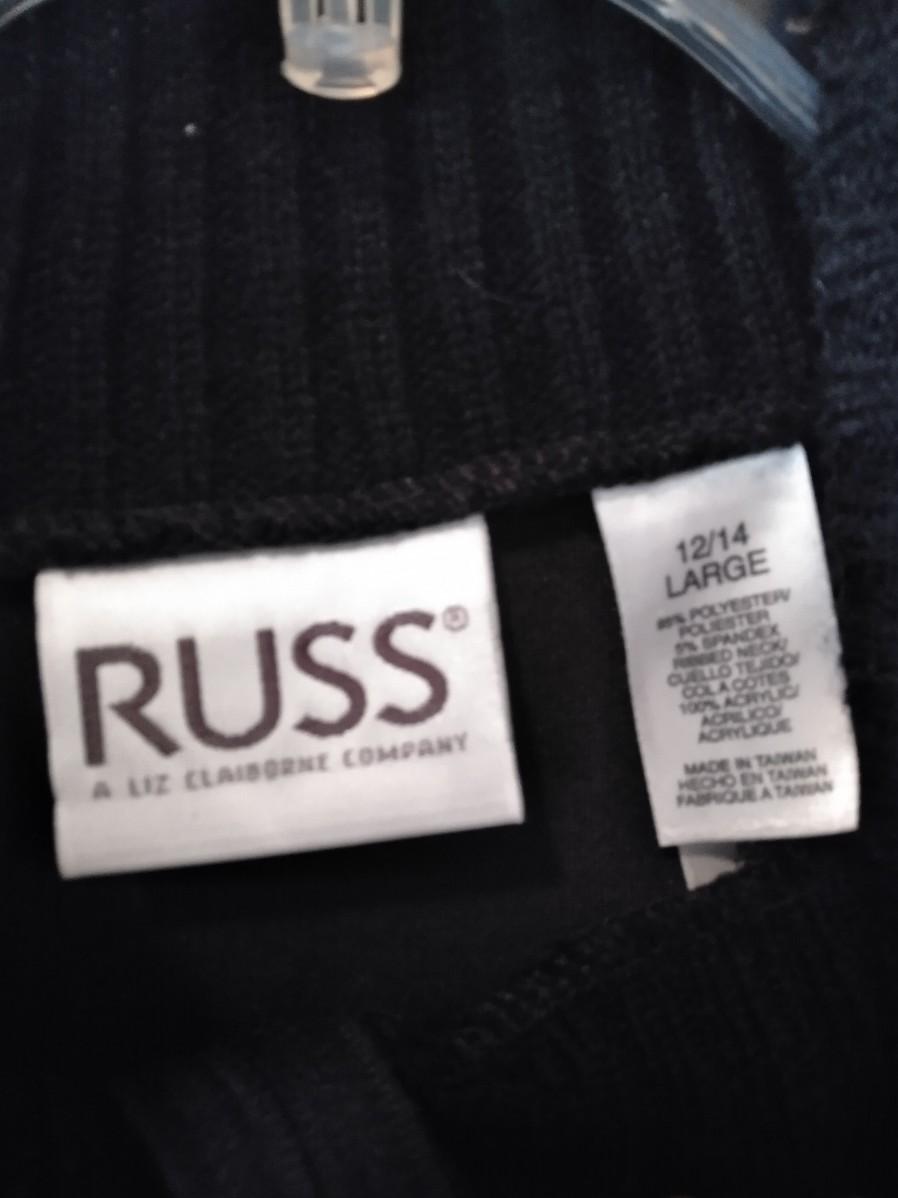 RUSS®
A LIZ CLAIBORNE COMPANY
12/14
LARGE
95% POLYESTER/
POLIESTER
5% SPANDEX
RIBBED NECK/
CUELLO TEJIDO/
COL A COTES
100% ACRYLIC/
ACRILICO/
ACRYLIQUE
MADE IN TAIWAN
HECHO EN TAIWAN
FABRIQUE A TAIWAN